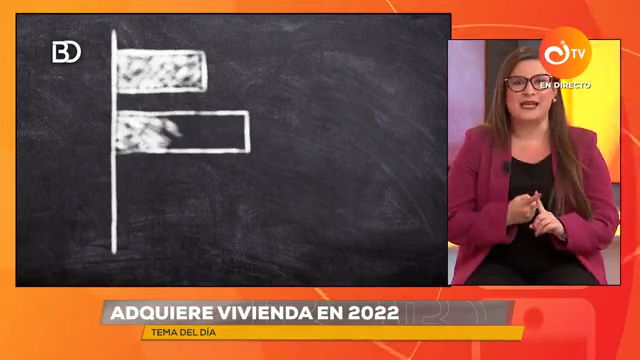 BD
TV
EN DIRECTO
ADQUIERE VIVIENDA EN 2022
TEMA DEL DÍA